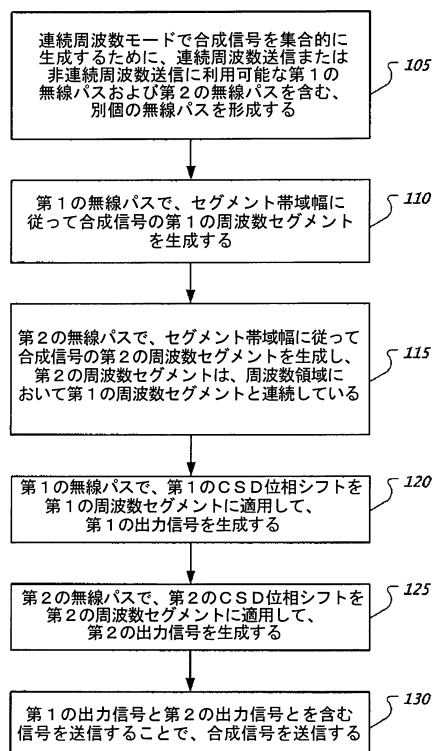 連続周波数モードで合成信号を集合的に
生成するために、連続周波数送信または
非連続周波数送信に利用可能な第１の
無線パスおよび第２の無線パスを含む、
別個の無線パスを形成する
105
第１の無線パスで、セグメント帯域幅に
従って合成信号の第１の周波数セグメント
を生成する
110
第２の無線パスで、セグメント帯域幅に従って
合成信号の第２の周波数セグメントを生成し、
第２の周波数セグメントは、周波数領域に
おいて第１の周波数セグメントと連続している
115
第１の無線パスで、第１のＣＳＤ位相シフトを
第１の周波数セグメントに適用して、
第１の出力信号を生成する
120
第２の無線パスで、第２のＣＳＤ位相シフトを
第２の周波数セグメントに適用して、
第２の出力信号を生成する
125
第１の出力信号と第２の出力信号とを含む
信号を送信することで、合成信号を送信する
130